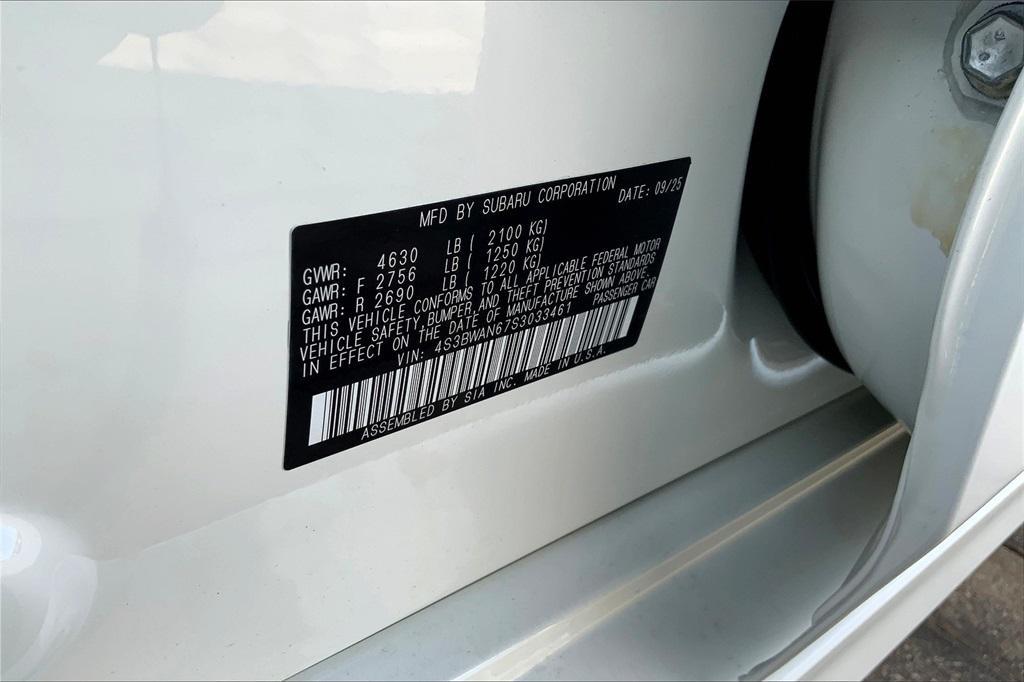 MFD BY SUBARU CORPORATION DATE: 09/25
GVWR: 4630 LB( 2100 KG)
GAWR: F 2756 LB( 1250 KG)
GAWR: R 2690 LB( 1220 KG)
THIS VEHICLE CONFORMS TO ALL APPLICABLE FEDERAL MOTOR
VEHICLE SAFETY, BUMPER, AND THEFT PREVENTION STANDARDS
IN EFFECT ON THE DATE OF MANUFACTURE SHOWN ABOVE.
VIN: 4S3BWAN67S3033461 PASSENGER CAR
ASSEMBLED BY SIA INC. MADE IN U.S.A.